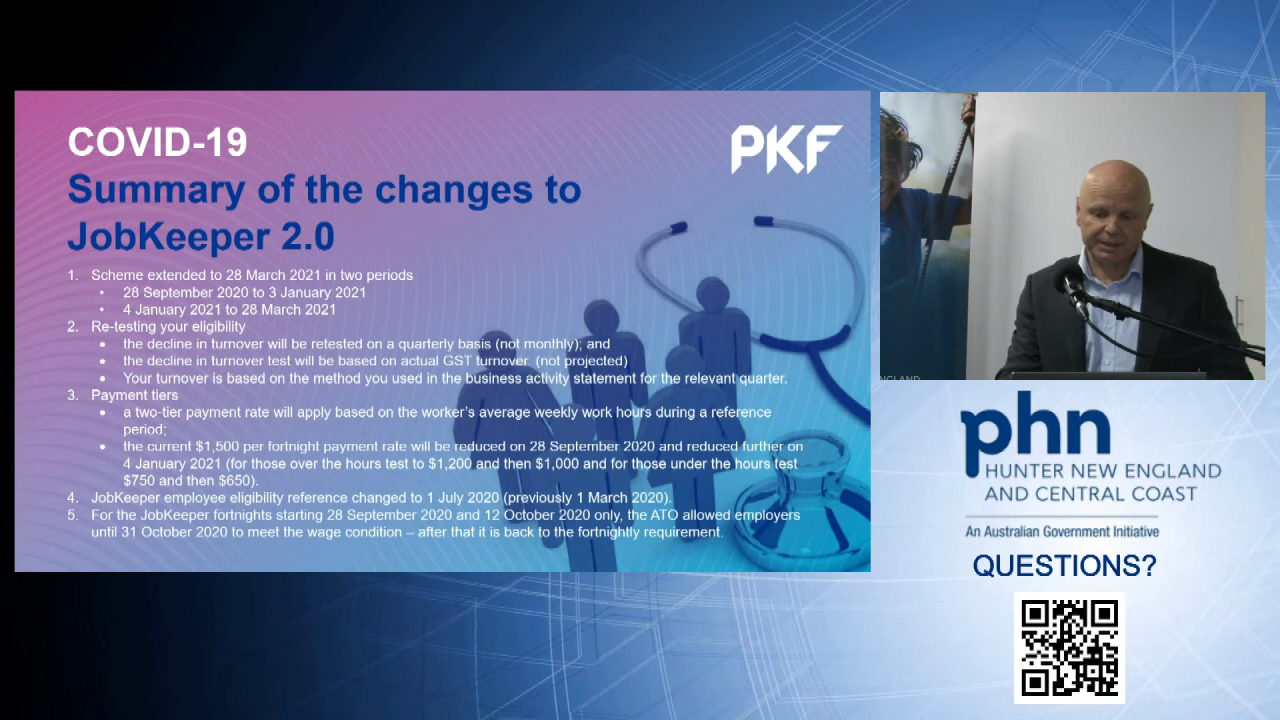 COVID-19
PKF
Summary of the changes to
JobKeeper 2.0
1. Scheme extended to 28 March 2021 in two periods
• 28 September 2020 to 3 January 2021
• 4 January 2021 to 28 March 2021
2. Re-testing your eligibility
• the decline in turnover will be retested on a quarterly basis (not monthly); and
• the decline in turnover test will be based on actual GST turnover. (not projected)
• Your turnover is based on the method you used in the business activity statement for the relevant quarter.
3. Payment tiers
• a two-tier payment rate will apply based on the worker's average weekly work hours during a reference
period;
• the current $1,500 per fortnight payment rate will be reduced on 28 September 2020 and reduced further on
4 January 2021 (for those over the hours test to $1,200 and then $1,000 and for those under the hours test
$750 and then $650).
4. JobKeeper employee eligibility reference changed to 1 July 2020 (previously 1 March 2020).
5. For the JobKeeper fortnights starting 28 September 2020 and 12 October 2020 only, the ATO allowed employers
until 31 October 2020 to meet the wage condition – after that it is back to the fortnightly requirement.
NGLAND
phn
HUNTER NEW ENGLAND
AND CENTRAL COAST
An Australian Government Initiative
QUESTIONS?